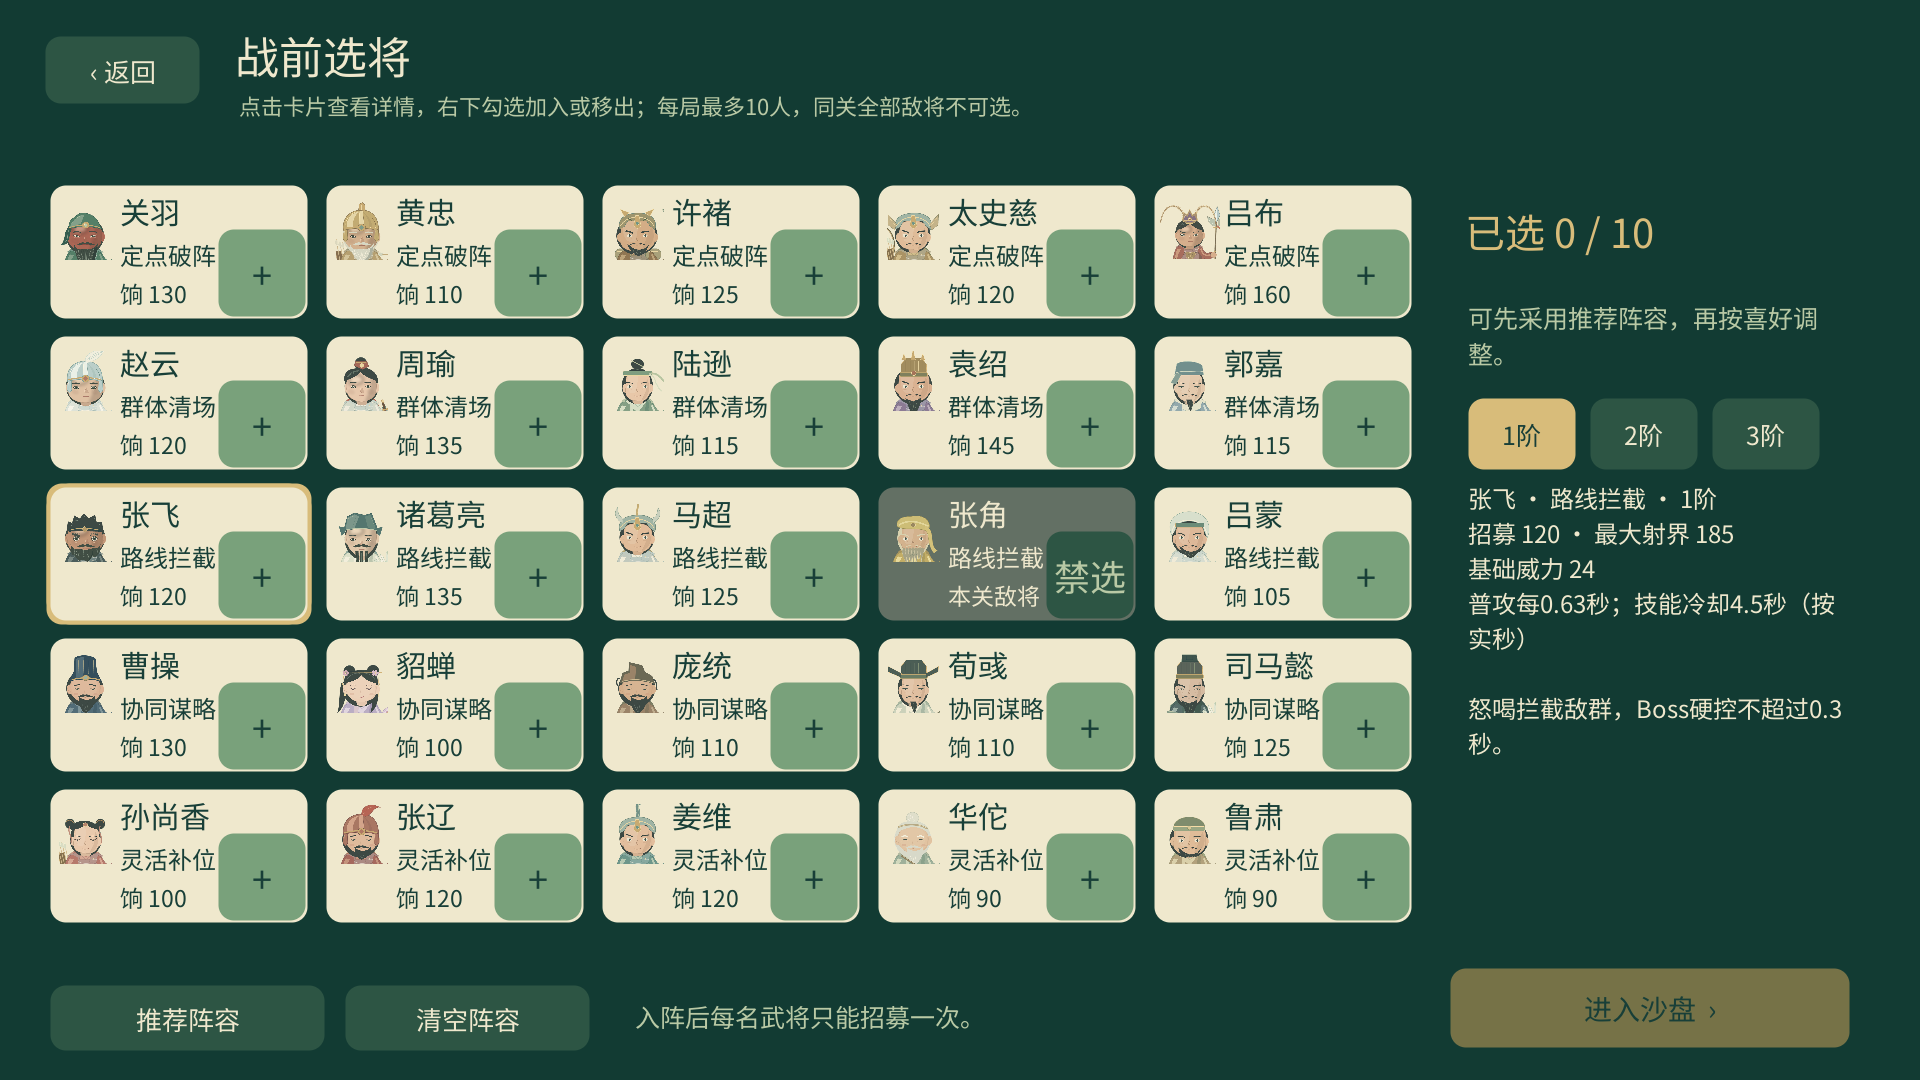 ‹ 返回
战前选将
点击卡片查看详情，右下勾选加入或移出；每局最多10人，同关全部敌将不可选。
关羽
定点破阵
饷 130
+
黄忠
定点破阵
饷 110
+
许褚
定点破阵
饷 125
+
太史慈
定点破阵
饷 120
+
吕布
定点破阵
饷 160
+
赵云
群体清场
饷 120
+
周瑜
群体清场
饷 135
+
陆逊
群体清场
饷 115
+
袁绍
群体清场
饷 145
+
郭嘉
群体清场
饷 115
+
张飞
路线拦截
饷 120
+
诸葛亮
路线拦截
饷 135
+
马超
路线拦截
饷 125
+
张角
路线拦截
本关敌将
禁选
吕蒙
路线拦截
饷 105
+
曹操
协同谋略
饷 130
+
貂蝉
协同谋略
饷 100
+
庞统
协同谋略
饷 110
+
荀彧
协同谋略
饷 110
+
司马懿
协同谋略
饷 125
+
孙尚香
灵活补位
饷 100
+
张辽
灵活补位
饷 120
+
姜维
灵活补位
饷 120
+
华佗
灵活补位
饷 90
+
鲁肃
灵活补位
饷 90
+
已选 0 / 10
可先采用推荐阵容，再按喜好调
整。
1阶
2阶
3阶
张飞 · 路线拦截 · 1阶
招募 120 · 最大射界 185
基础威力 24
普攻每0.63秒；技能冷却4.5秒（按
实秒）
怒喝拦截敌群，Boss硬控不超过0.3
秒。
推荐阵容
清空阵容
入阵后每名武将只能招募一次。
进入沙盘 ›